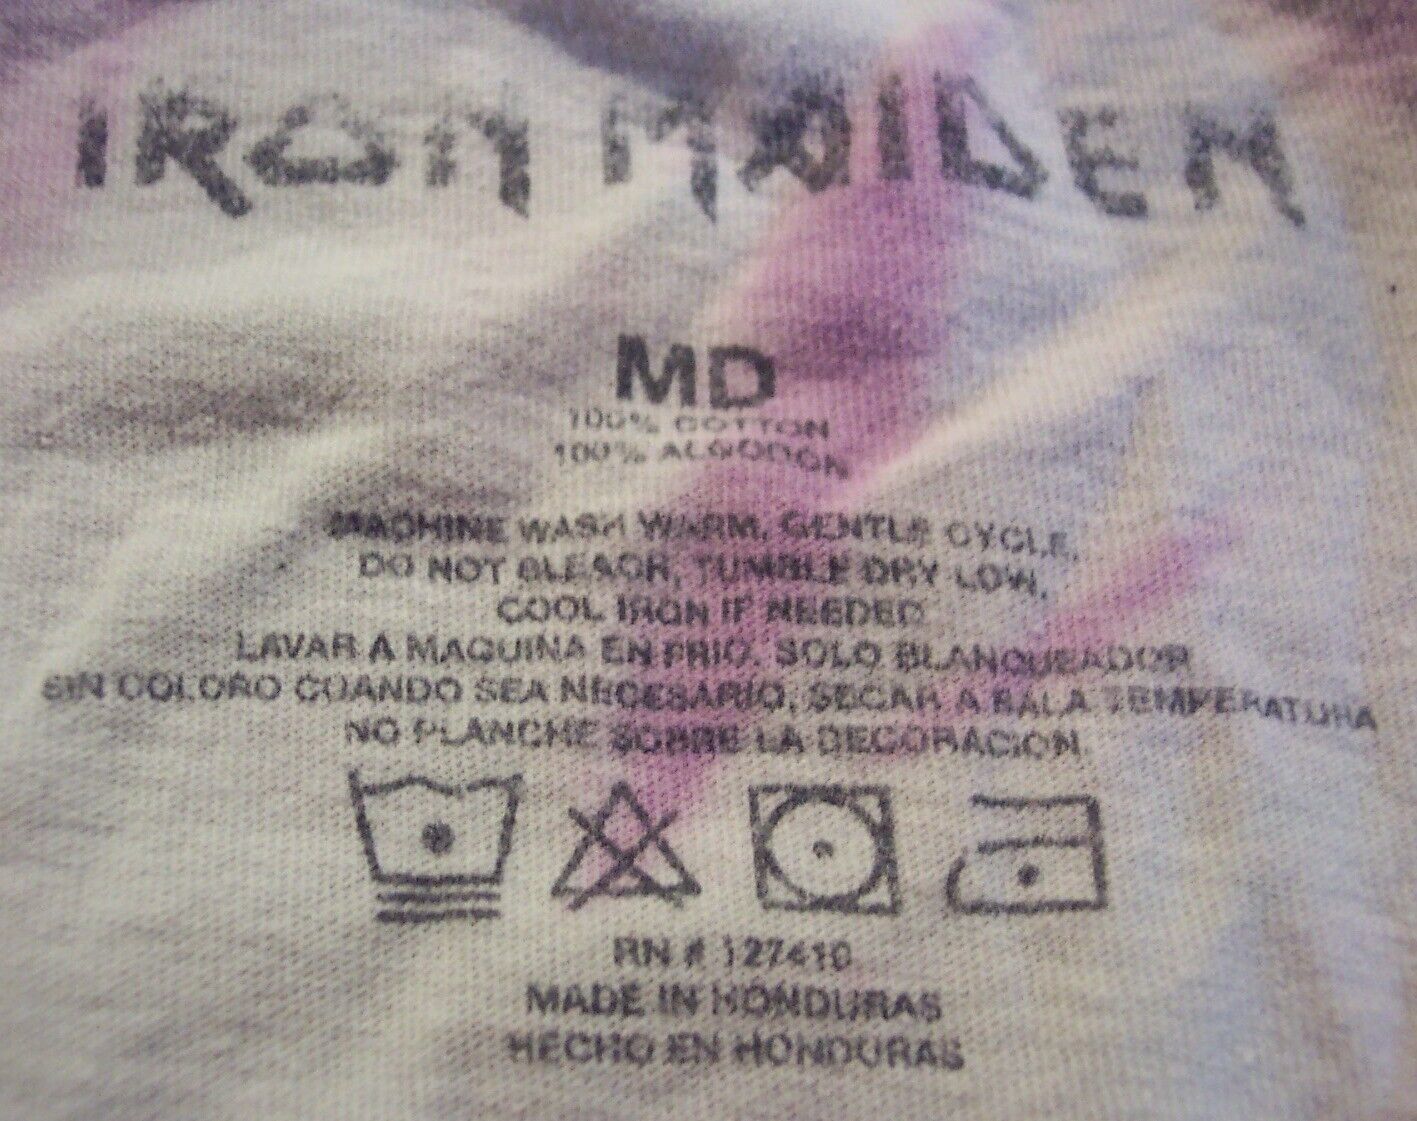 IRON MAIDEN
MD
100% COTTON
100% ALGODON
MACHINE WASH WARM, GENTLE CYCLE,
DO NOT BLEACH, TUMBLE DRY LOW,
COOL IRON IF NEEDED.
LAVAR A MAQUINA EN FRIO. SOLO BLANQUEADOR
SIN COLORO CUANDO SEA NECESARIO, SECAR A BALA TEMPERATURA
NO PLANCHE SOBRE LA DECORACION
RN # 127410
MADE IN HONDURAS
HECHO EN HONDURAS